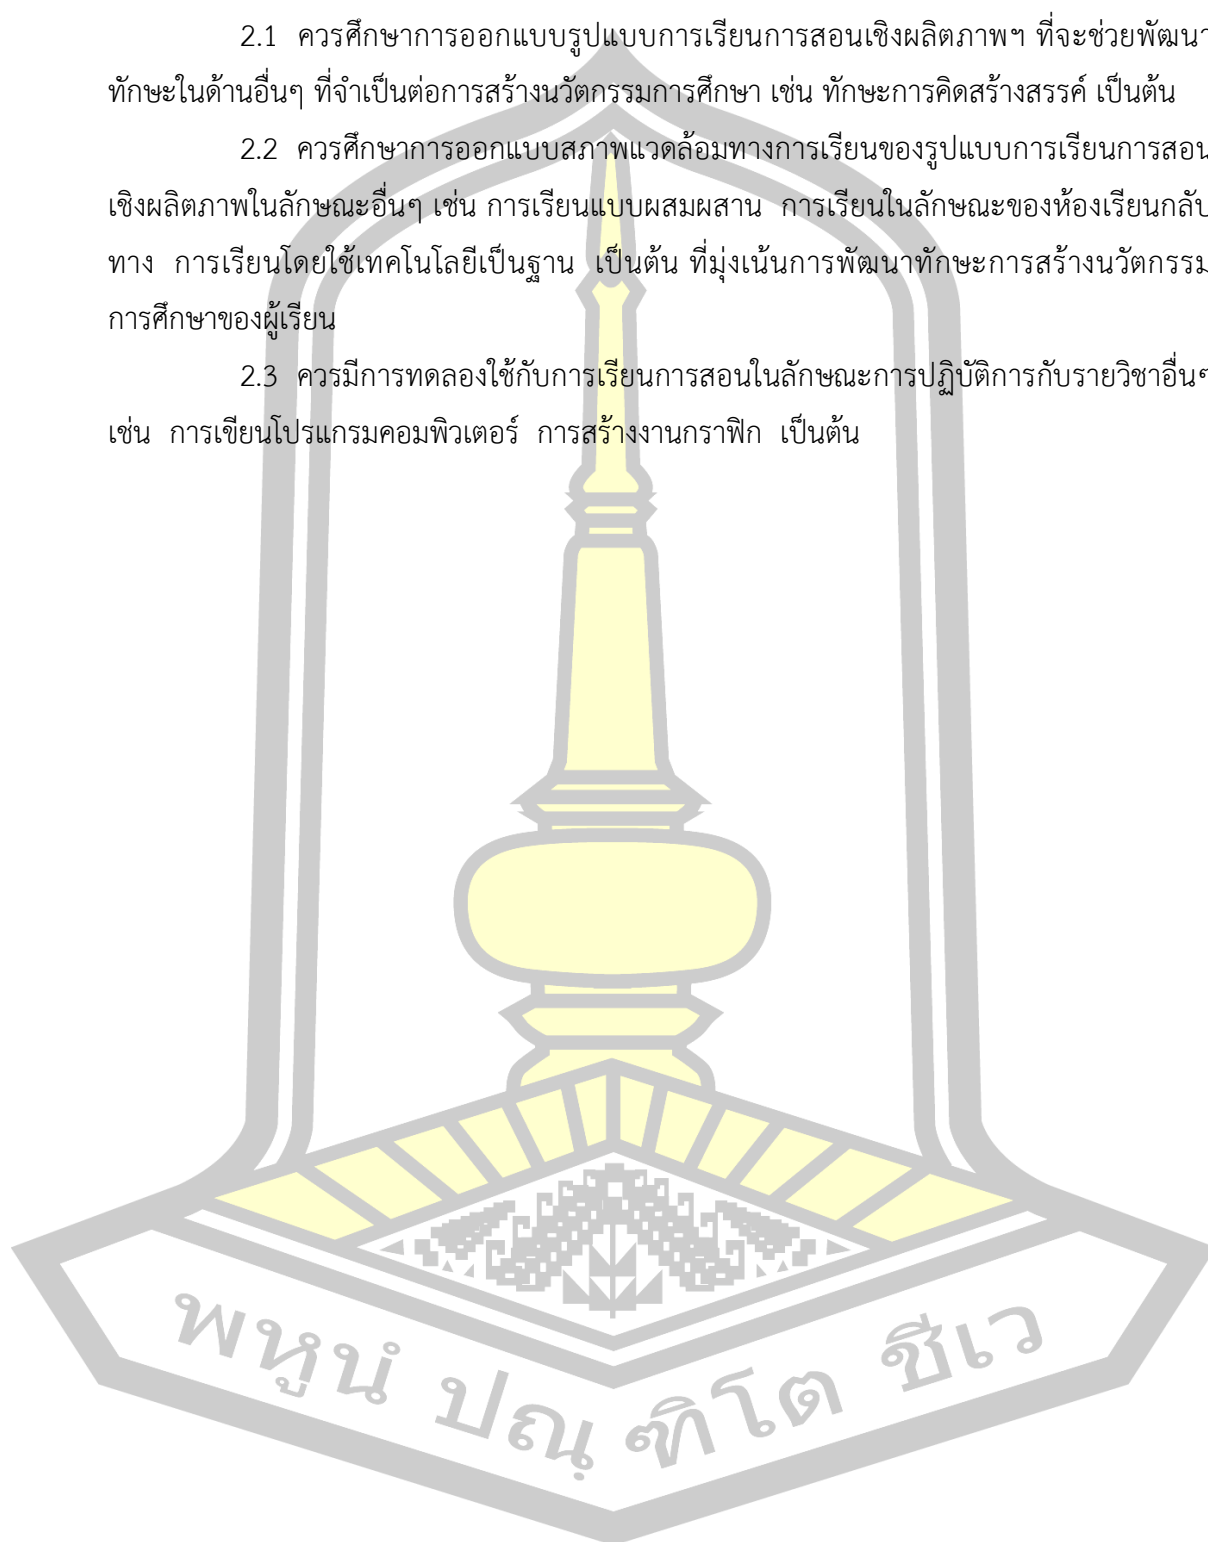 2.1 ควรศึกษาการออกแบบรูปแบบการเรียนการสอนเชิงผลิตภาพฯ ที่จะช่วยพัฒนา
ทักษะในด้านอื่นๆ ที่จำเป็นต่อการสร้างนวัตกรรมการศึกษา เช่น ทักษะการคิดสร้างสรรค์ เป็นต้น
2.2 ควรศึกษาการออกแบบสภาพแวดล้อมทางการเรียนของรูปแบบการเรียนการสอน
เชิงผลิตภาพในลักษณะอื่นๆ เช่น การเรียนแบบผสมผสาน การเรียนในลักษณะของห้องเรียนกลับ
ทาง การเรียนโดยใช้เทคโนโลยีเป็นฐาน เป็นต้น ที่มุ่งเน้นการพัฒนาทักษะการสร้างนวัตกรรม
การศึกษาของผู้เรียน
2.3 ควรมีการทดลองใช้กับการเรียนการสอนในลักษณะการปฏิบัติการกับรายวิชาอื่นๆ
เช่น การเขียนโปรแกรมคอมพิวเตอร์ การสร้างงานกราฟิก เป็นต้น
พหูนํ ปณฺฑิโต ชีเว